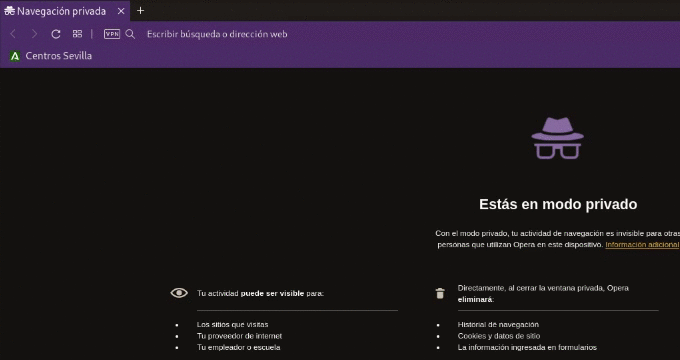 Navegación privada
VPN
Escribir búsqueda o dirección web
Centros Sevilla
Estás en modo privado
Con el modo privado, tu actividad de navegación es invisible para otras
personas que utilizan Opera en este dispositivo. Información adicional
Tu actividad puede ser visible para:
Los sitios que visitas
Tu proveedor de internet
Tu empleador o escuela
Directamente, al cerrar la ventana privada, Opera
eliminará:
Historial de navegación
Cookies y datos de sitio
La información ingresada en formularios